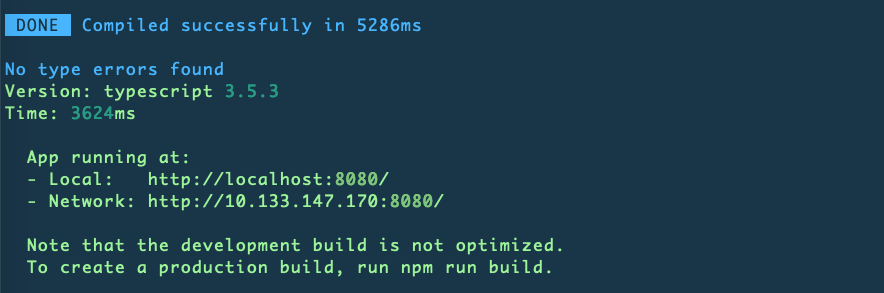 DONE Compiled successfully in 5286ms
No type errors found
Version: typescript 3.5.3
Time: 3624ms
App running at:
- Local: http://localhost:8080/
- Network: http://10.133.147.170:8080/
Note that the development build is not optimized.
To create a production build, run npm run build.